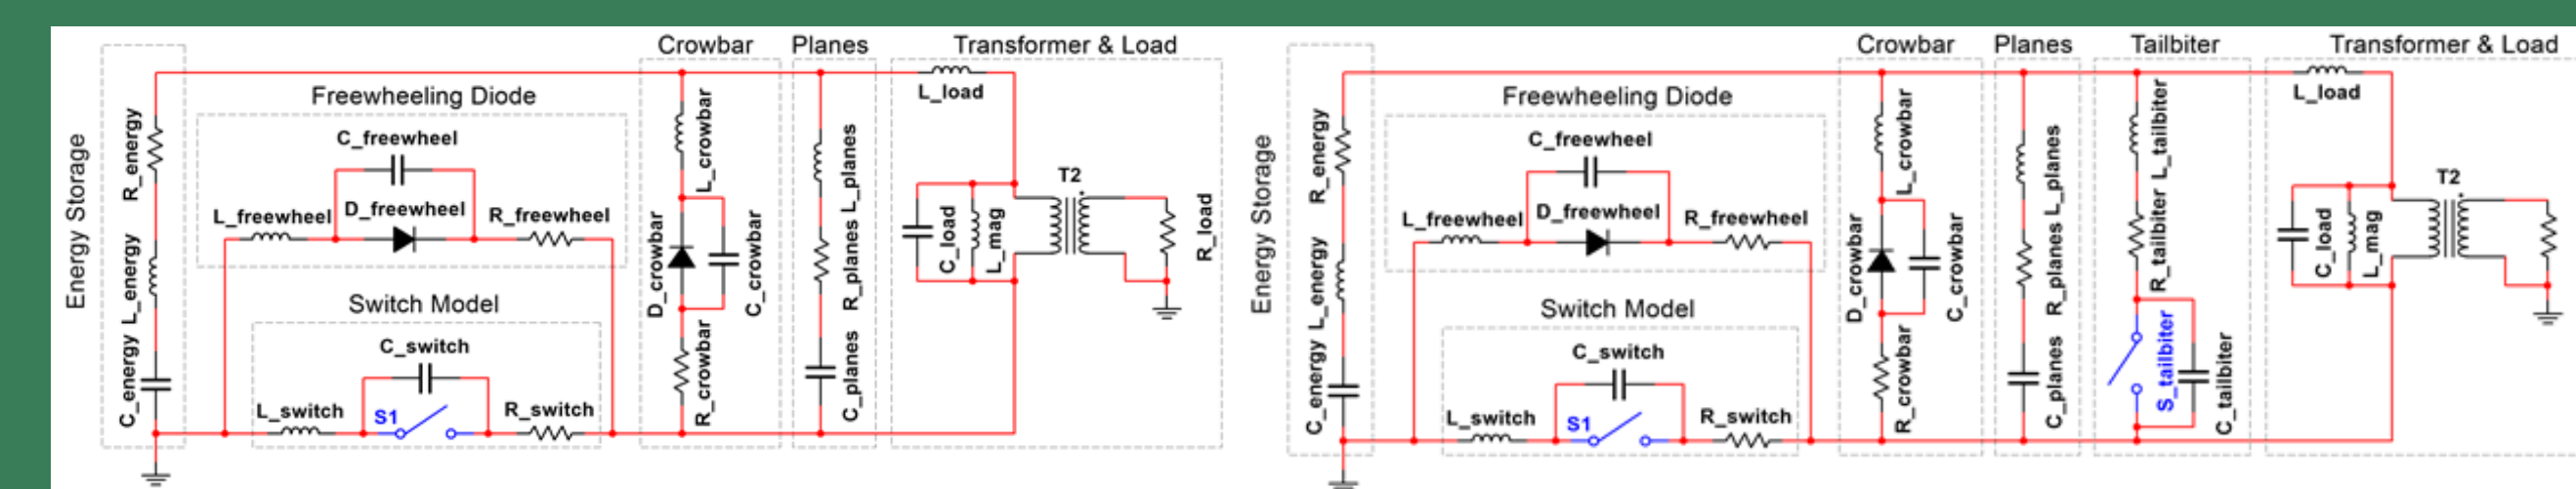 Crowbar
Planes
Transformer & Load
Energy Storage
R_energy
L_energy
C_energy
Freewheeling Diode
C_freewheel
L_freewheel
D_freewheel
R_freewheel
Switch Model
C_switch
L_switch
S1
R_switch
L_crowbar
D_crowbar
C_crowbar
R_crowbar
L_planes
R_planes
C_planes
L_load
C_load
L_mag
T2
R_load
Crowbar
Planes
Tailbiter
Transformer & Load
Energy Storage
R_energy
L_energy
C_energy
Freewheeling Diode
C_freewheel
L_freewheel
D_freewheel
R_freewheel
Switch Model
C_switch
L_switch
S1
R_switch
L_crowbar
D_crowbar
C_crowbar
R_crowbar
L_planes
R_planes
C_planes
L_tailbiter
R_tailbiter
S_tailbiter
C_tailbiter
L_load
C_load
L_mag
T2